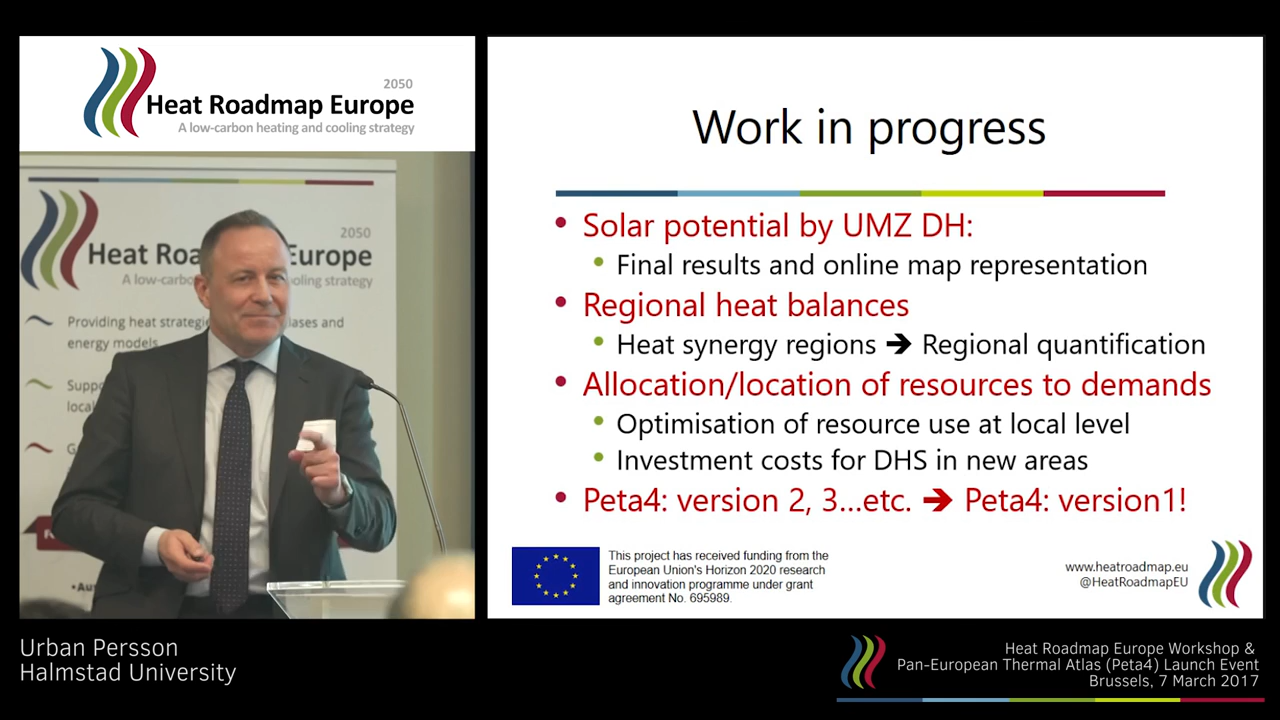 2050
Heat Roadmap Europe
A low-carbon heating and cooling strategy
2050
Heat Roadmap Europe
A low-carbo oling strategy
Providing heat strategi ases and
energy models
Supp
local
Work in progress
• Solar potential by UMZ DH:
• Final results and online map representation
• Regional heat balances
• Heat synergy regions ➔ Regional quantification
• Allocation/location of resources to demands
• Optimisation of resource use at local level
• Investment costs for DHS in new areas
• Peta4: version 2, 3...etc. ➔ Peta4: version1!
This project has received funding from the
European Union's Horizon 2020 research
and innovation programme under grant
agreement No. 695989.
www.heatroadmap.eu
@HeatRoadmapEU
Urban Persson
Halmstad University
Heat Roadmap Europe Workshop &
Pan-European Thermal Atlas (Peta4) Launch Event
Brussels, 7 March 2017